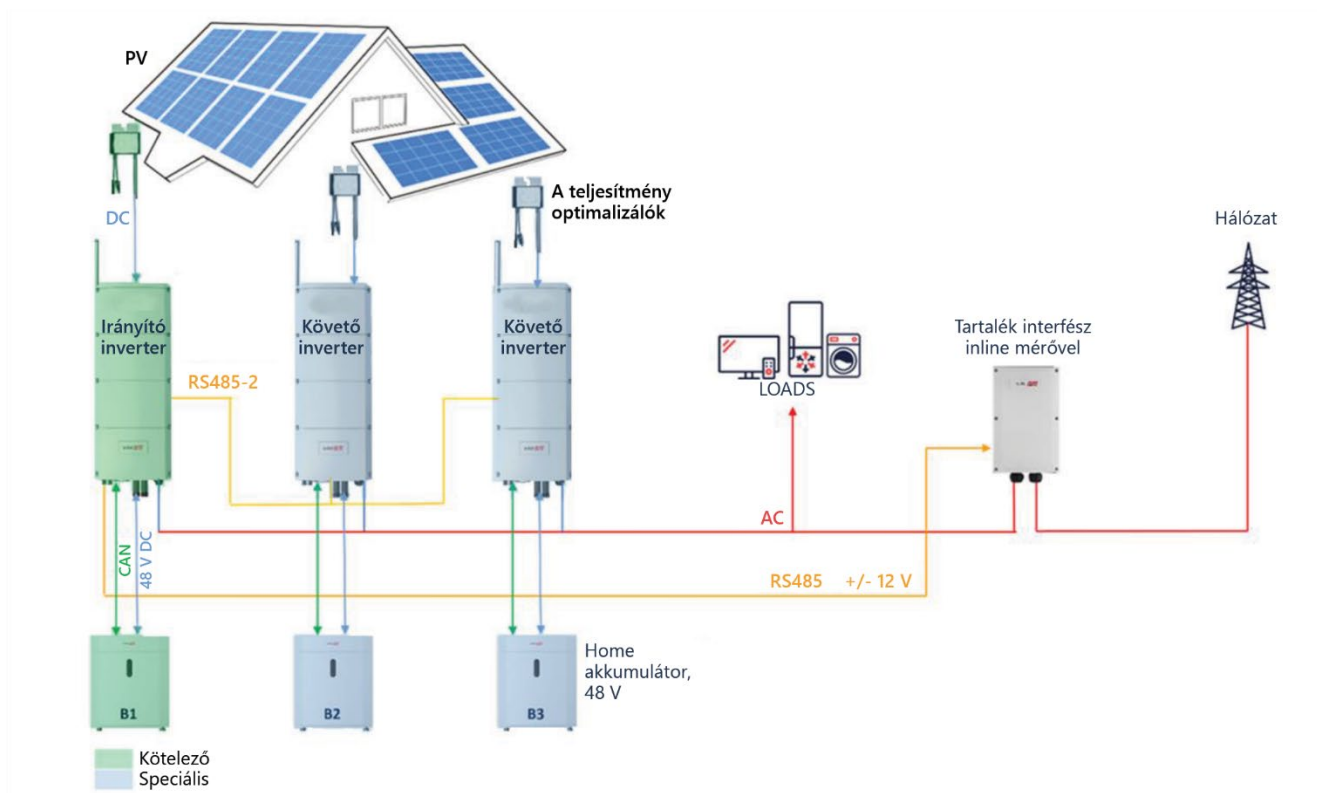 PV
A teljesítmény
optimalizálók
DC
Hálózat
Irányító
inverter
Követő
inverter
Követő
inverter
Tartalék interfész
inline mérővel
RS485-2
LOADS
AC
CAN
48 V DC
RS485 +/- 12 V
Home
akkumulátor,
48 V
B1
B2
B3
Kötelező
Speciális